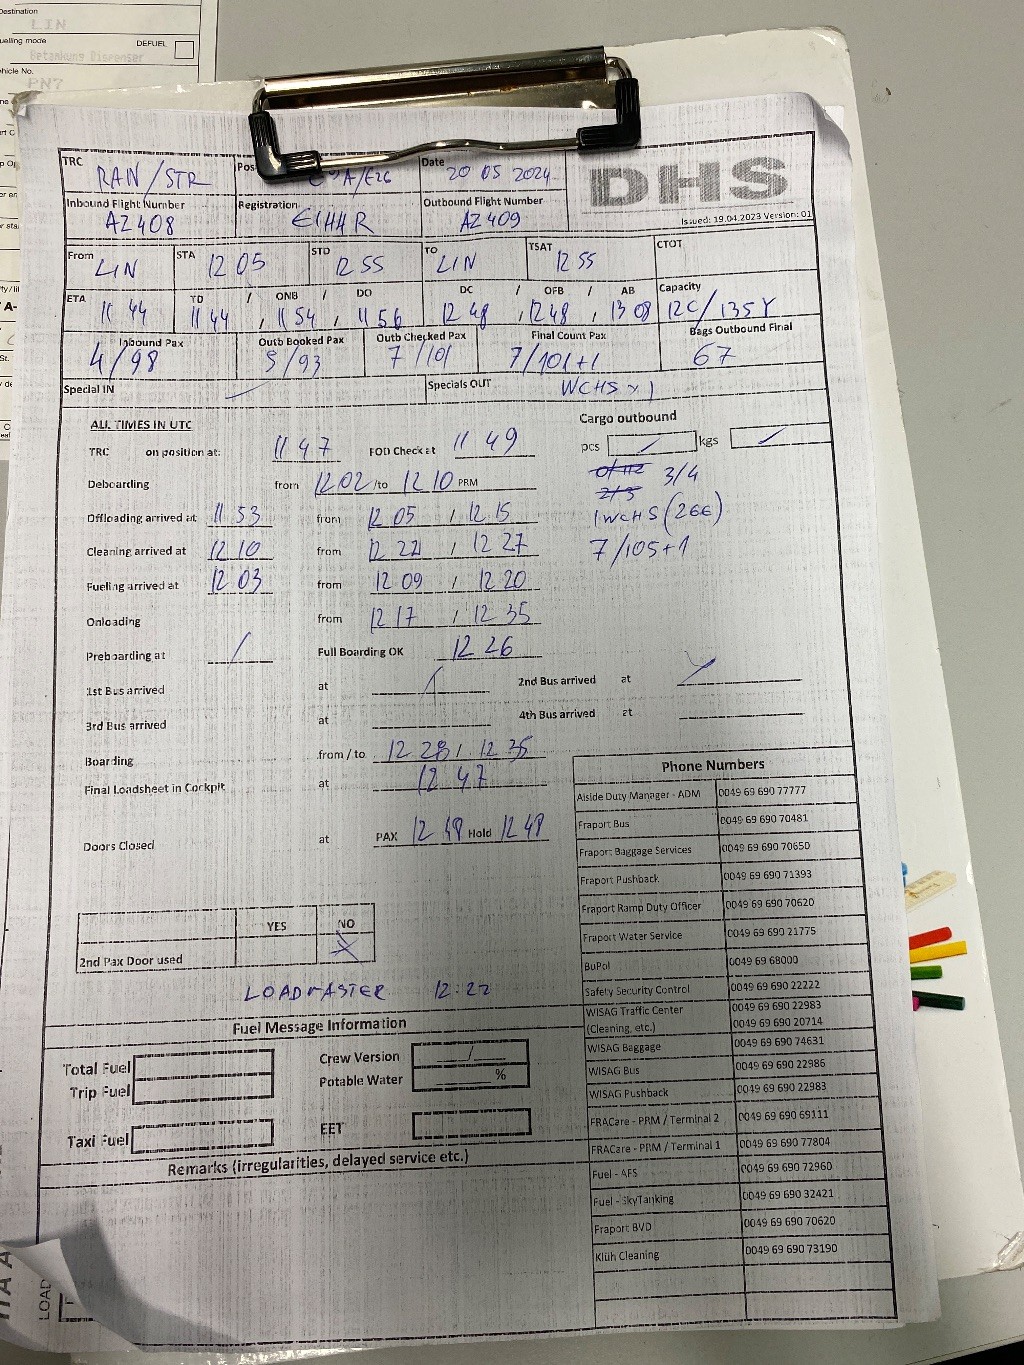 Destination
LIN
DEFUEL
Betankung Dispenser
PN7
TRC RAN/STR
Date 20 05 2024
DHS
Issued: 19.04.2023 Version: 01
Inbound Flight Number AZ 408
Registration EIHHR
Outbound Flight Number AZ 409
From LIN STA 12 05 STD 12 55 TO LIN TSAT 12 55 CTOT
ETA 11 44 TD / ONB / DO 11 44 , 11 54 , 11 56
DC / OFB / AB 12 48 , 12 48 , 13 08
Capacity 12C/135Y
Inbound Pax 4/98
Outb Booked Pax 5/93
Outb Checked Pax 7/101
Final Count Pax 7/101+1
Bags Outbound Final 67
Special IN
Specials OUT WCHS x 1
ALL TIMES IN UTC
Cargo outbound
pcs / kgs /
TRC on position at: 11 47 FOD Check at 11 49
3/4
Deboarding from 12 02 /to 12 10 PRM
2/3
Offloading arrived at 11 53 from 12 05 / 12 15
1 WCHS (26E)
Cleaning arrived at 12 10 from 12 22 / 12 27
7/105+1
Fueling arrived at 12 03 from 12 09 / 12 20
Onloading from 12 17 / 12 35
Preboarding at / Full Boarding OK 12 26
1st Bus arrived at / 2nd Bus arrived at
3rd Bus arrived at 4th Bus arrived at
Boarding from / to 12 28 / 12 35
Final Loadsheet in Cockpit at 12 47
Doors Closed at PAX 12 48 Hold 12 48
YES NO
2nd Pax Door used X
LOADMASTER 12:22
Phone Numbers
Aiside Duty Manager - ADM 0049 69 690 77777
Fraport Bus 0049 69 690 70481
Fraport Baggage Services 0049 69 690 70650
Fraport Pushback 0049 69 690 71393
Fraport Ramp Duty Officer 0049 69 690 70620
Fraport Water Service 0049 69 690 21775
BuPol 0049 69 68000
Safety Security Control 0049 69 690 22222
WISAG Traffic Center 0049 69 690 22983
(Cleaning, etc.) 0049 69 690 20714
WISAG Baggage 0049 69 690 74631
WISAG Bus 0049 69 690 22986
WISAG Pushback 0049 69 690 22983
FRACare - PRM / Terminal 2 0049 69 690 69111
FRACare - PRM / Terminal 1 0049 69 690 77804
Fuel - AFS 0049 69 690 72960
Fuel - SkyTanking 0049 69 690 32421
Fraport BVD 0049 69 690 70620
Klüh Cleaning 0049 69 690 73190
Fuel Message Information
Total Fuel Crew Version /
Trip Fuel Potable Water %
Taxi Fuel EET
Remarks (irregularities, delayed service etc.)
LOAD